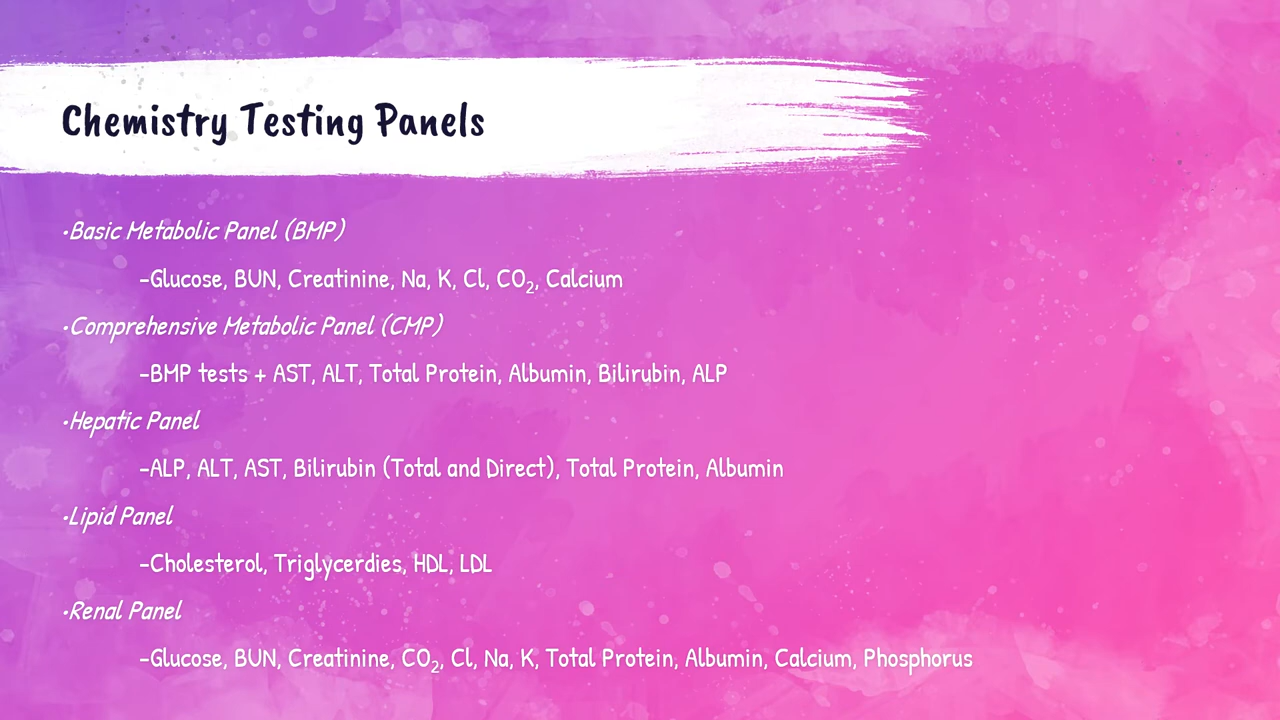 Chemistry Testing Panels
•Basic Metabolic Panel (BMP)
–Glucose, BUN, Creatinine, Na, K, Cl, CO₂, Calcium
•Comprehensive Metabolic Panel (CMP)
–BMP tests + AST, ALT, Total Protein, Albumin, Bilirubin, ALP
•Hepatic Panel
–ALP, ALT, AST, Bilirubin (Total and Direct), Total Protein, Albumin
•Lipid Panel
–Cholesterol, Triglycerdies, HDL, LDL
•Renal Panel
–Glucose, BUN, Creatinine, CO₂, Cl, Na, K, Total Protein, Albumin, Calcium, Phosphorus